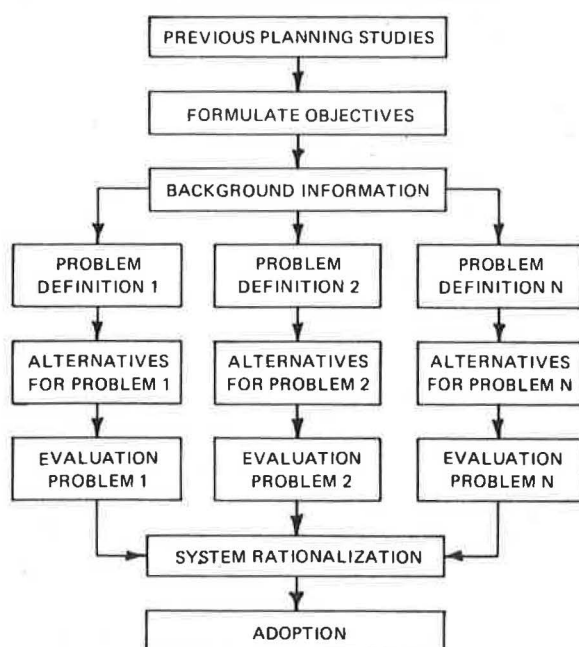 PREVIOUS PLANNING STUDIES
FORMULATE OBJECTIVES
BACKGROUND INFORMATION
PROBLEM
DEFINITION 1
PROBLEM
DEFINITION 2
PROBLEM
DEFINITION N
ALTERNATIVES
FOR PROBLEM 1
ALTERNATIVES
FOR PROBLEM 2
ALTERNATIVES
FOR PROBLEM N
EVALUATION
PROBLEM 1
EVALUATION
PROBLEM 2
EVALUATION
PROBLEM N
SYSTEM RATIONALIZATION
ADOPTION